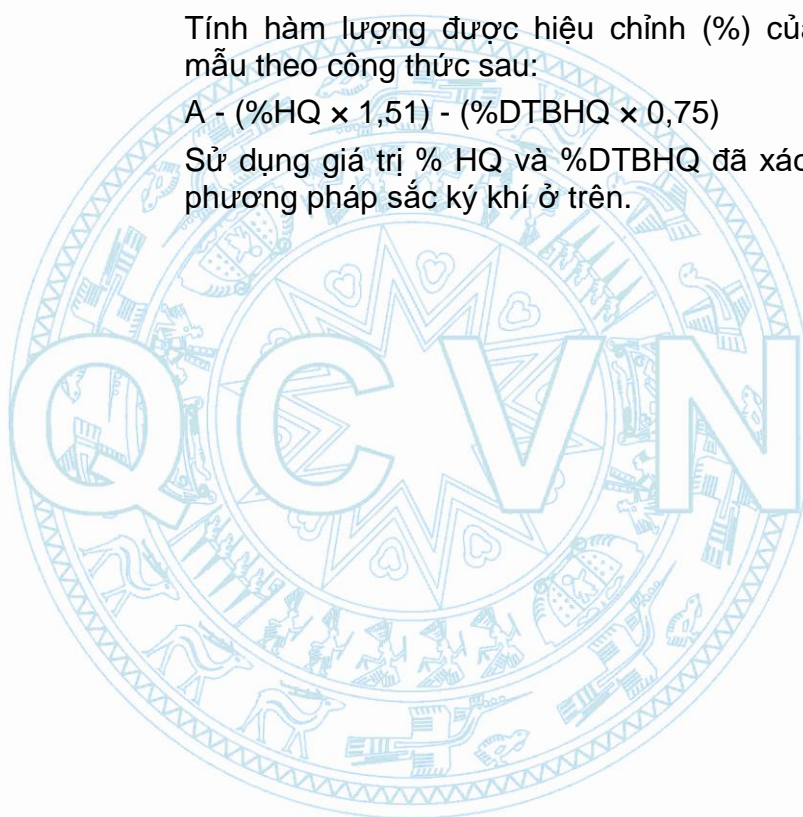 Tính hàm lượng được hiệu chỉnh (%) của
mẫu theo công thức sau:
A - (%HQ × 1,51) - (%DTBHQ × 0,75)
Sử dụng giá trị % HQ và %DTBHQ đã xác
phương pháp sắc ký khí ở trên.
QCVN